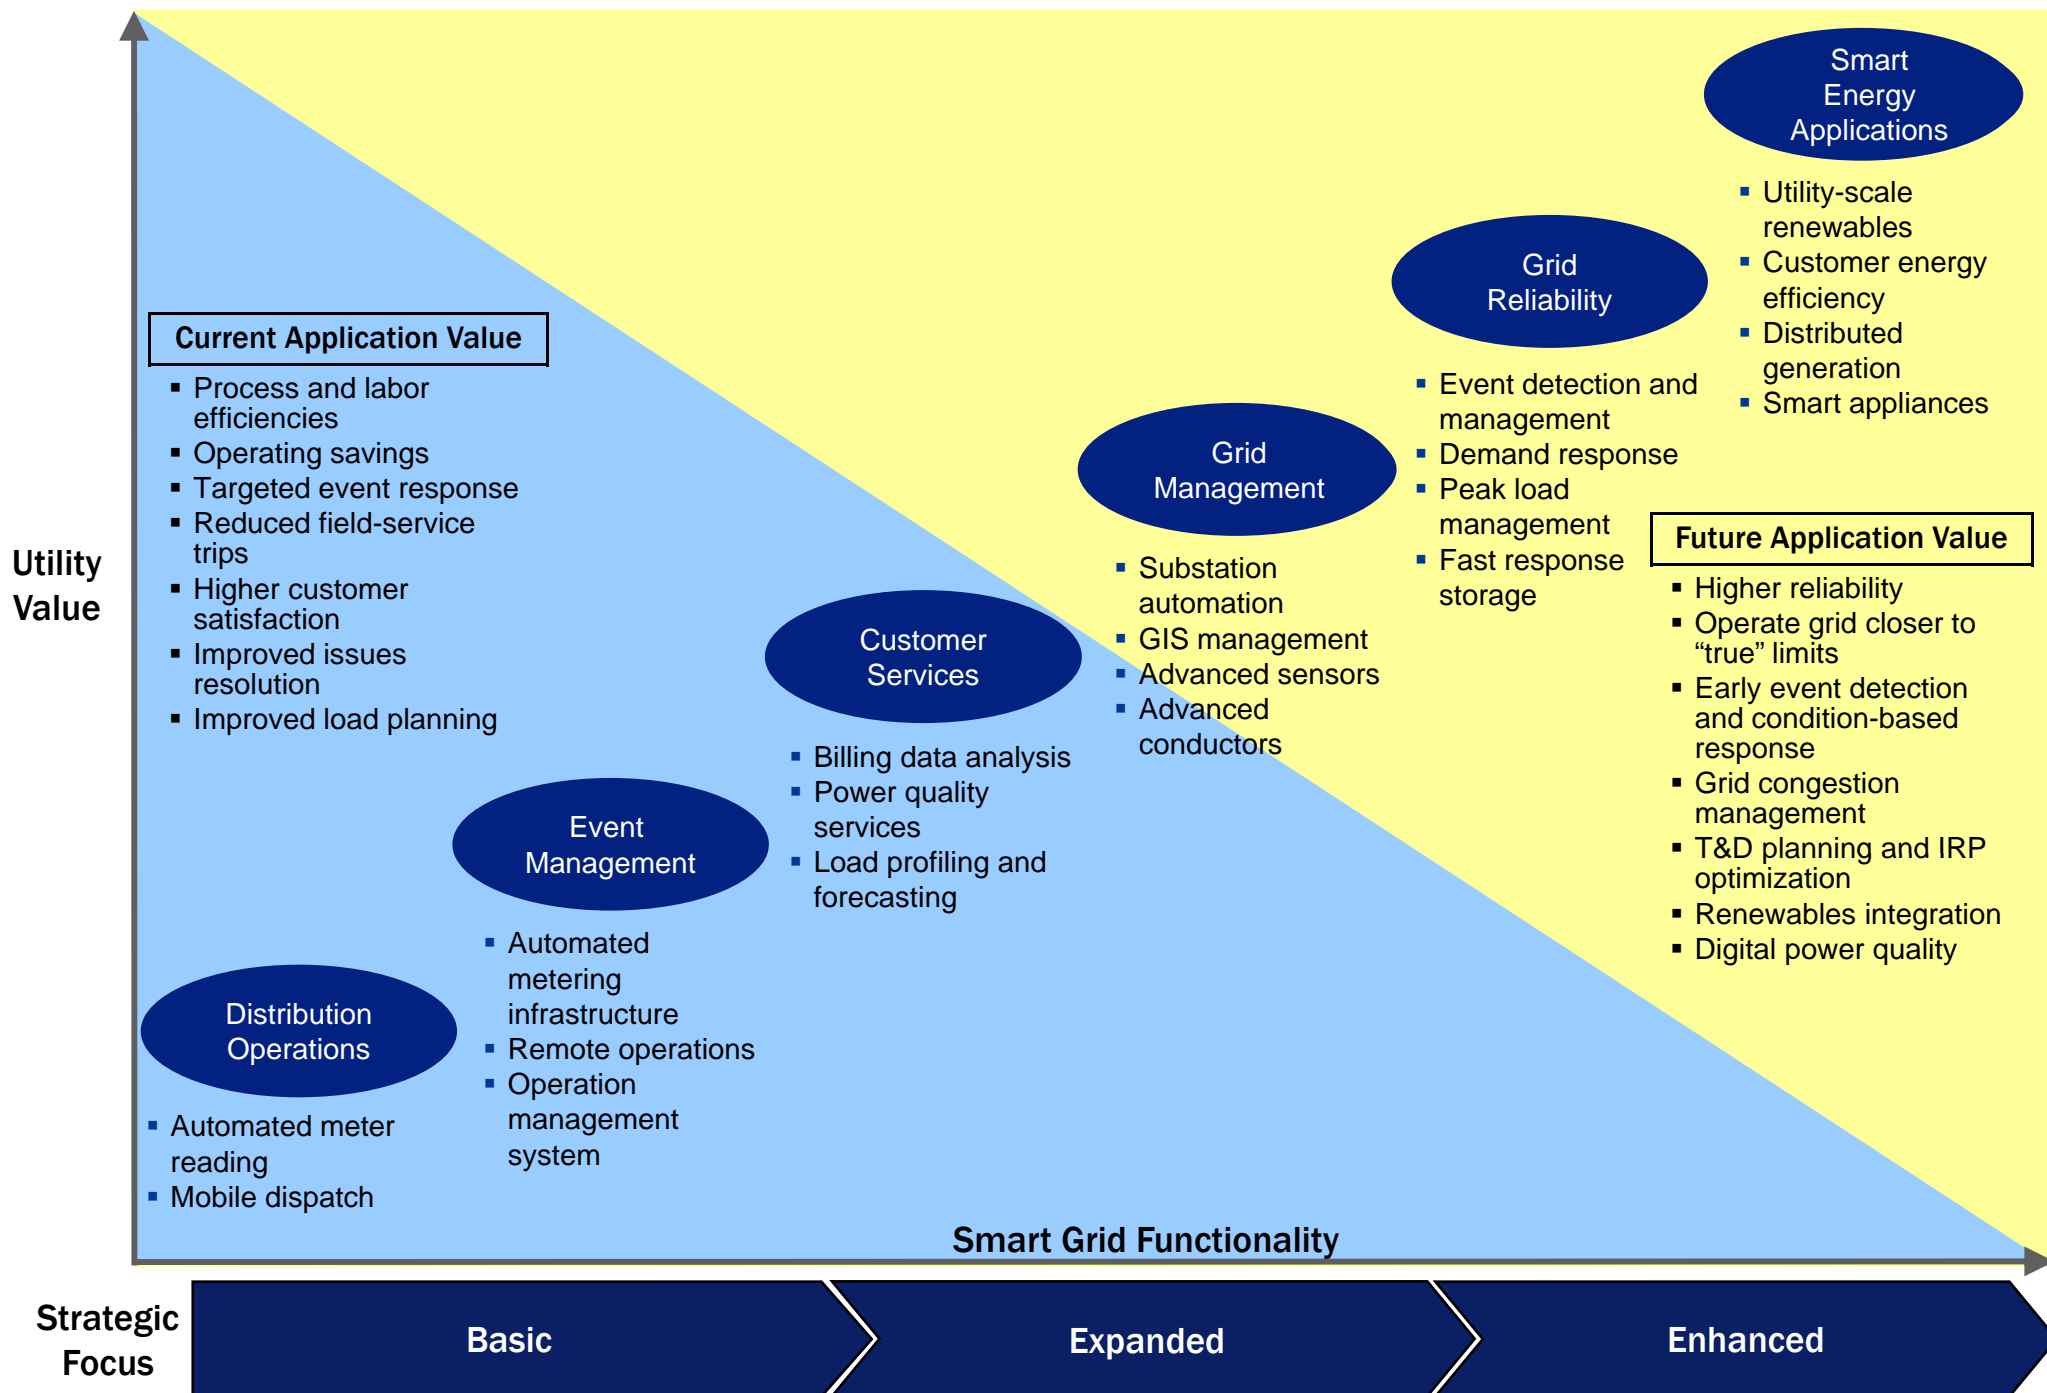 Utility
Value
Current Application Value
▪ Process and labor
efficiencies
▪ Operating savings
▪ Targeted event response
▪ Reduced field-service
trips
▪ Higher customer
satisfaction
▪ Improved issues
resolution
▪ Improved load planning
Distribution
Operations
▪ Automated meter
reading
▪ Mobile dispatch
Event
Management
▪ Automated
metering
infrastructure
▪ Remote operations
▪ Operation
management
system
Customer
Services
▪ Billing data analysis
▪ Power quality
services
▪ Load profiling and
forecasting
Grid
Management
▪ Substation
automation
▪ GIS management
▪ Advanced sensors
▪ Advanced
conductors
Grid
Reliability
▪ Event detection and
management
▪ Demand response
▪ Peak load
management
▪ Fast response
storage
Smart
Energy
Applications
▪ Utility-scale
renewables
▪ Customer energy
efficiency
▪ Distributed
generation
▪ Smart appliances
Future Application Value
▪ Higher reliability
▪ Operate grid closer to
“true” limits
▪ Early event detection
and condition-based
response
▪ Grid congestion
management
▪ T&D planning and IRP
optimization
▪ Renewables integration
▪ Digital power quality
Smart Grid Functionality
Strategic
Focus
Basic
Expanded
Enhanced